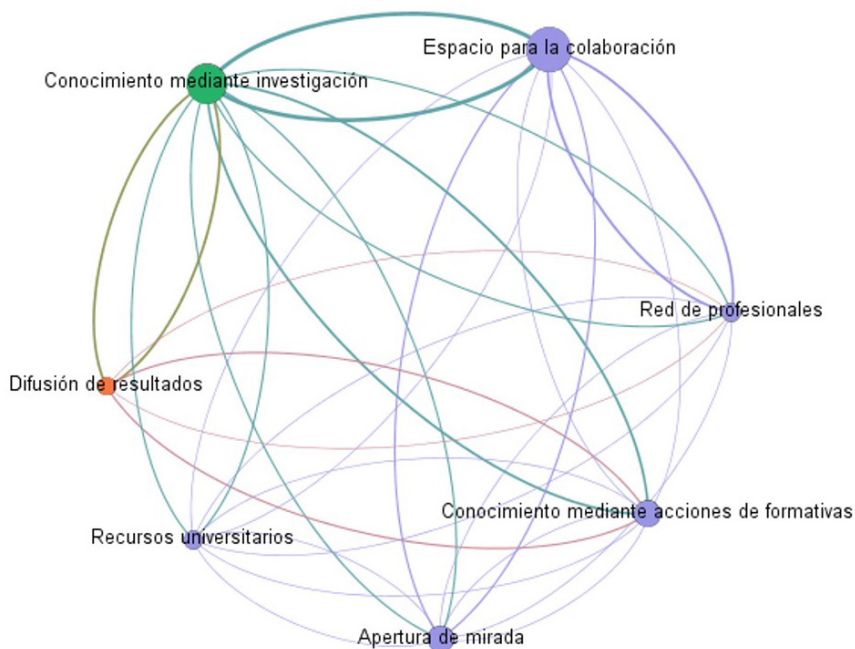 Espacio para la colaboración
Conocimiento mediante investigación
Red de profesionales
Difusión de resultados
Conocimiento mediante acciones de formativas
Recursos universitarios
Apertura de mirada